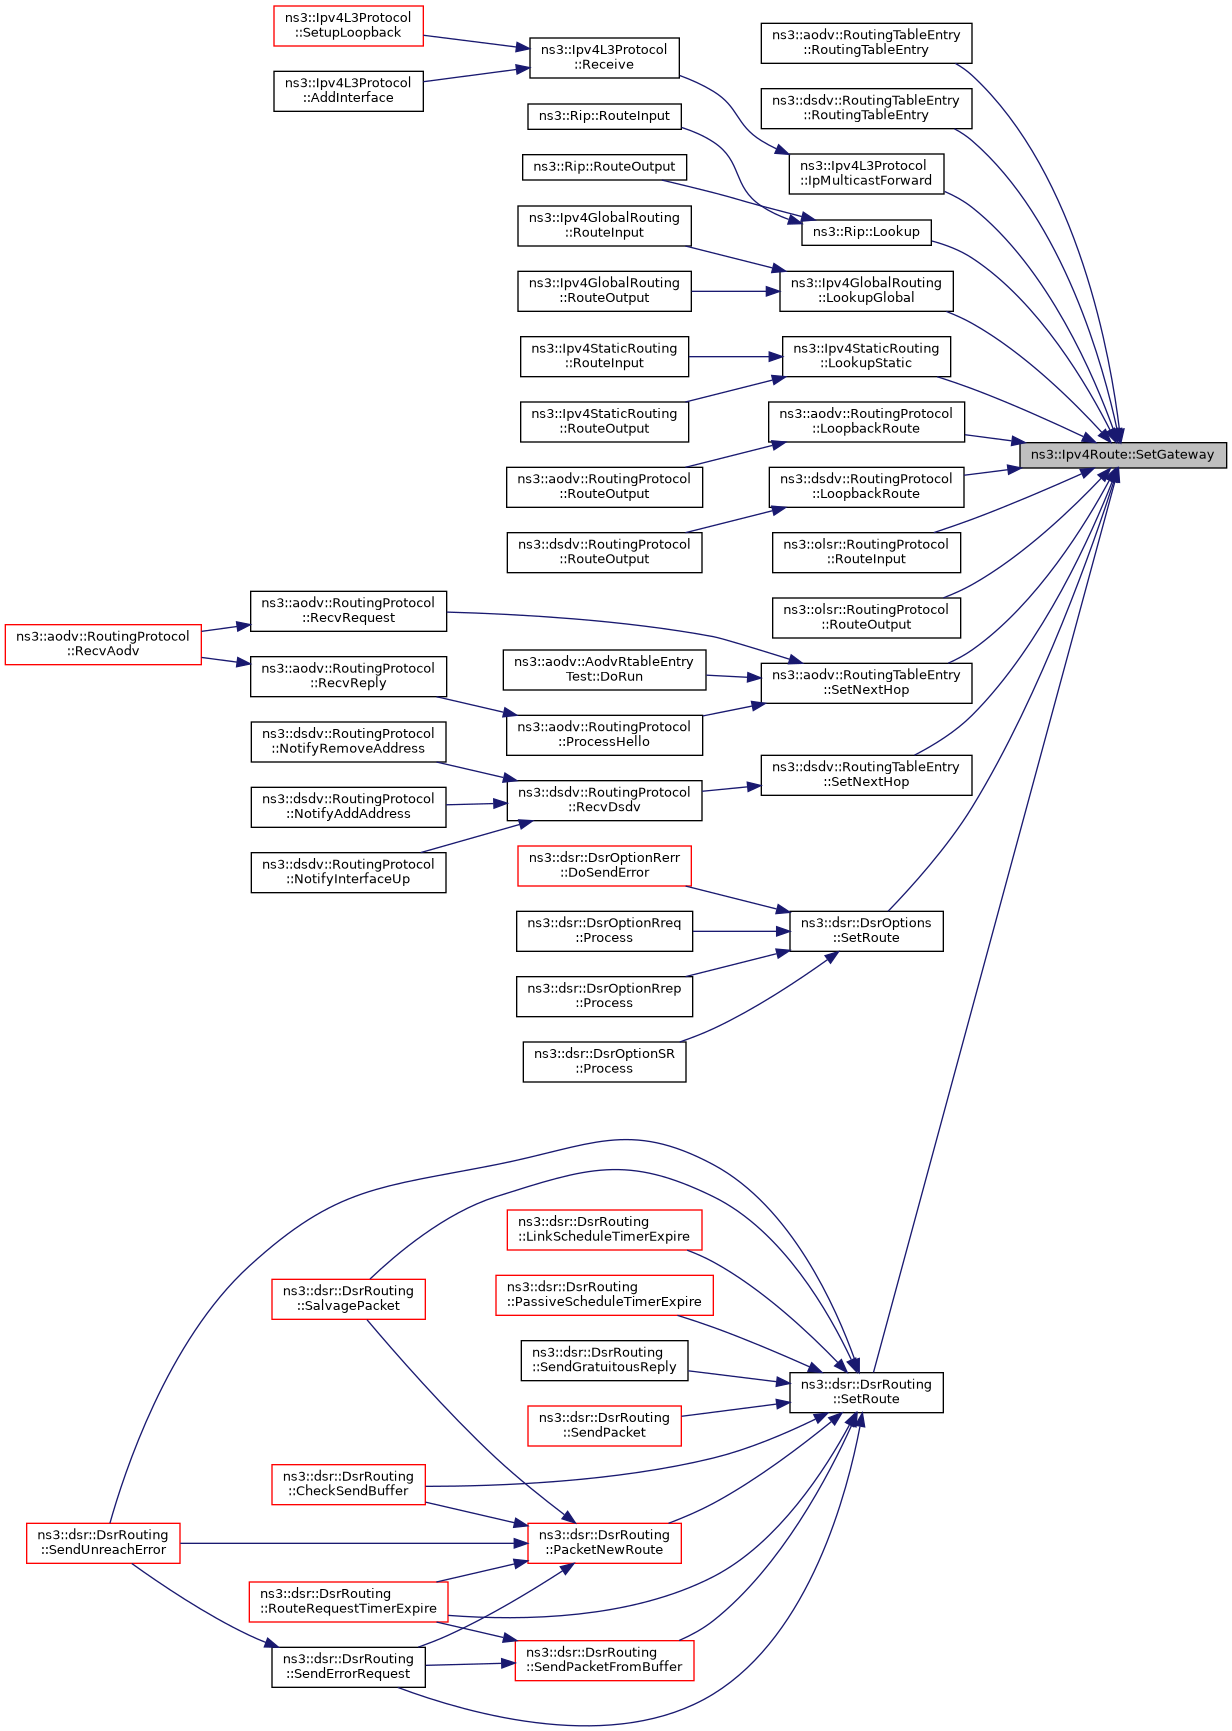 ns3::Ipv4L3Protocol
::SetupLoopback
ns3::Ipv4L3Protocol
::AddInterface
ns3::Ipv4L3Protocol
::Receive
ns3::aodv::RoutingTableEntry
::RoutingTableEntry
ns3::dsdv::RoutingTableEntry
::RoutingTableEntry
ns3::Rip::RouteInput
ns3::Ipv4L3Protocol
::IpMulticastForward
ns3::Rip::RouteOutput
ns3::Rip::Lookup
ns3::Ipv4GlobalRouting
::RouteInput
ns3::Ipv4GlobalRouting
::RouteOutput
ns3::Ipv4GlobalRouting
::LookupGlobal
ns3::Ipv4StaticRouting
::RouteInput
ns3::Ipv4StaticRouting
::LookupStatic
ns3::Ipv4StaticRouting
::RouteOutput
ns3::aodv::RoutingProtocol
::LoopbackRoute
ns3::Ipv4Route::SetGateway
ns3::aodv::RoutingProtocol
::RouteOutput
ns3::dsdv::RoutingProtocol
::LoopbackRoute
ns3::dsdv::RoutingProtocol
::RouteOutput
ns3::olsr::RoutingProtocol
::RouteInput
ns3::olsr::RoutingProtocol
::RouteOutput
ns3::aodv::RoutingProtocol
::RecvRequest
ns3::aodv::RoutingProtocol
::RecvAodv
ns3::aodv::RoutingProtocol
::RecvReply
ns3::aodv::AodvRtableEntry
Test::DoRun
ns3::aodv::RoutingTableEntry
::SetNextHop
ns3::aodv::RoutingProtocol
::ProcessHello
ns3::dsdv::RoutingProtocol
::NotifyRemoveAddress
ns3::dsdv::RoutingProtocol
::NotifyAddAddress
ns3::dsdv::RoutingProtocol
::NotifyInterfaceUp
ns3::dsdv::RoutingProtocol
::RecvDsdv
ns3::dsdv::RoutingTableEntry
::SetNextHop
ns3::dsr::DsrOptionRerr
::DoSendError
ns3::dsr::DsrOptionRreq
::Process
ns3::dsr::DsrOptions
::SetRoute
ns3::dsr::DsrOptionRrep
::Process
ns3::dsr::DsrOptionSR
::Process
ns3::dsr::DsrRouting
::LinkScheduleTimerExpire
ns3::dsr::DsrRouting
::SalvagePacket
ns3::dsr::DsrRouting
::PassiveScheduleTimerExpire
ns3::dsr::DsrRouting
::SendGratuitousReply
ns3::dsr::DsrRouting
::SetRoute
ns3::dsr::DsrRouting
::SendPacket
ns3::dsr::DsrRouting
::CheckSendBuffer
ns3::dsr::DsrRouting
::SendUnreachError
ns3::dsr::DsrRouting
::PacketNewRoute
ns3::dsr::DsrRouting
::RouteRequestTimerExpire
ns3::dsr::DsrRouting
::SendErrorRequest
ns3::dsr::DsrRouting
::SendPacketFromBuffer